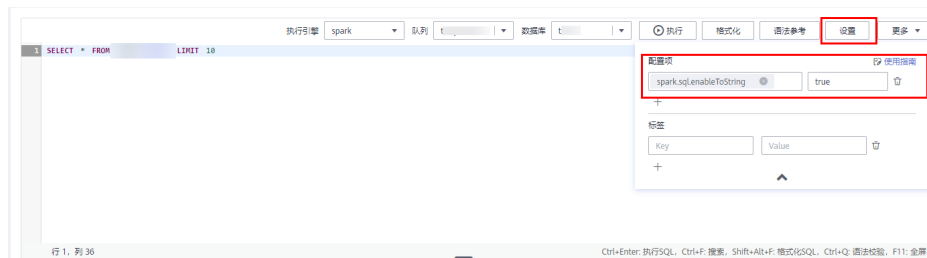 执行引擎 spark 队列 t 数据库 t 执行 格式化 语法参考 设置 更多
1 SELECT * FROM LIMIT 10
配置项 使用指南
spark.sql.enableToString true
+
标签
Key Value
+
行 1, 列 36 Ctrl+Enter: 执行SQL, Ctrl+F: 搜索, Shift+Alt+F: 格式化SQL, Ctrl+Q: 语法校验, F11: 全屏